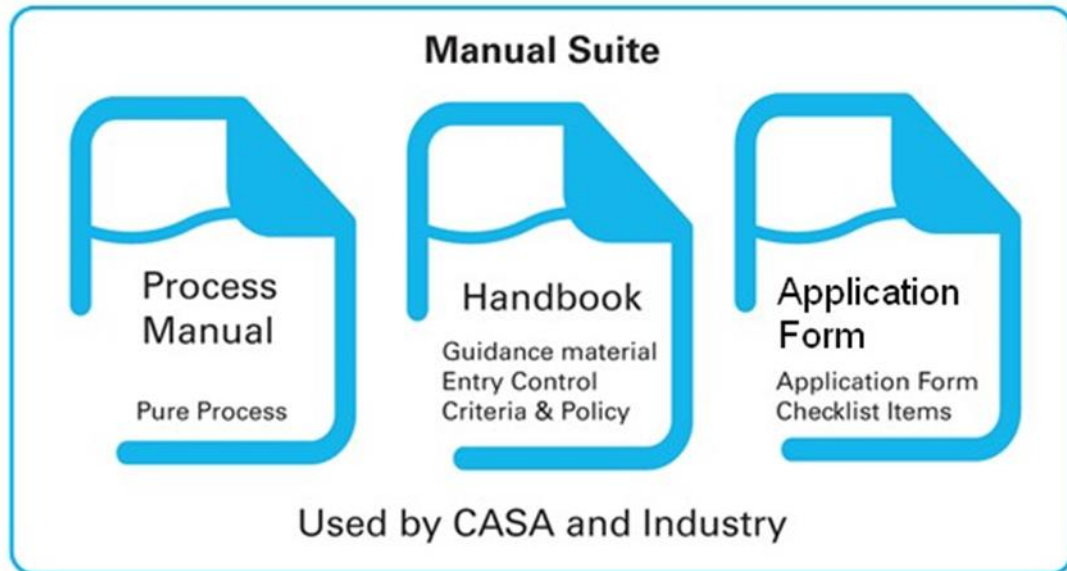 Manual Suite
Process
Manual
Pure Process
Handbook
Guidance material
Entry Control
Criteria & Policy
Application
Form
Application Form
Checklist Items
Used by CASA and Industry